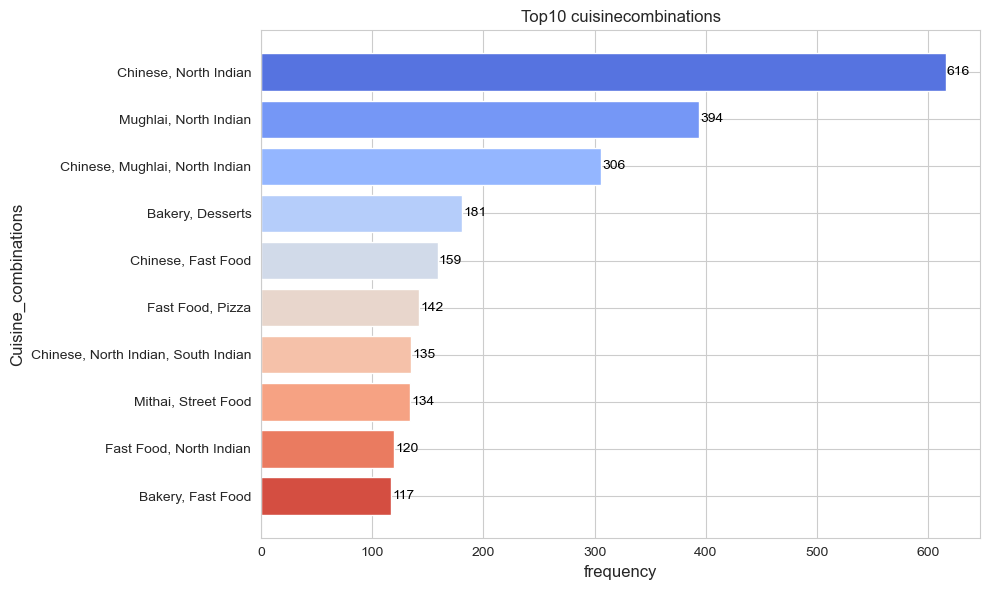 Top10 cuisinecombinations
Cuisine_combinations
Chinese, North Indian 616
Mughlai, North Indian 394
Chinese, Mughlai, North Indian 306
Bakery, Desserts 181
Chinese, Fast Food 159
Fast Food, Pizza 142
Chinese, North Indian, South Indian 135
Mithai, Street Food 134
Fast Food, North Indian 120
Bakery, Fast Food 117
0 100 200 300 400 500 600
frequency